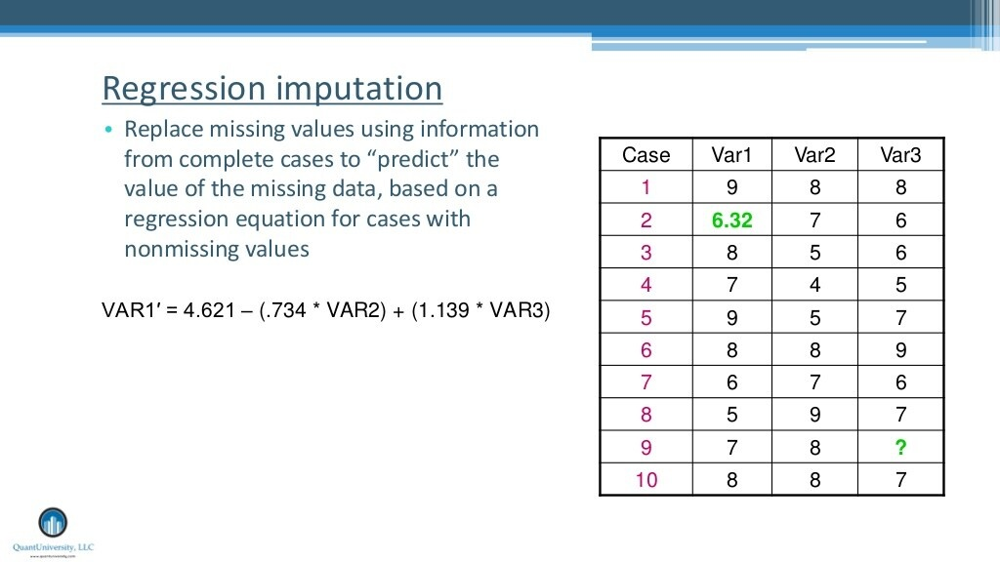 Regression imputation
• Replace missing values using information
from complete cases to “predict” the
value of the missing data, based on a
regression equation for cases with
nonmissing values
VAR1′ = 4.621 – (.734 * VAR2) + (1.139 * VAR3)
Case Var1 Var2 Var3
1 9 8 8
2 6.32 7 6
3 8 5 6
4 7 4 5
5 9 5 7
6 8 8 9
7 6 7 6
8 5 9 7
9 7 8 ?
10 8 8 7
QuantUniversity, LLC
www.quantuniversity.com